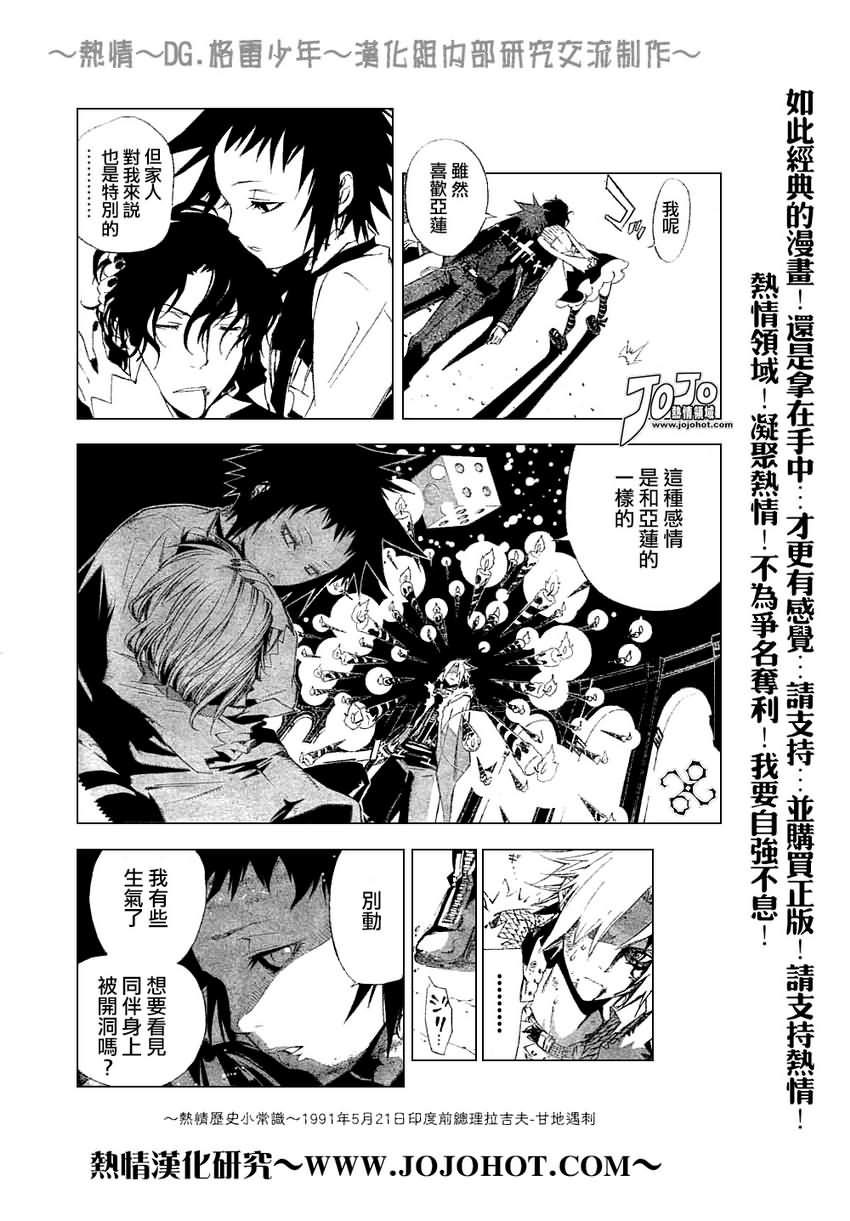 ～熱情～DG.格雷少年～漢化組内部研究交流制作～
如此經典的漫畫！還是拿在手中…才更有感覺…請支持…並購買正版！請支持熱情！
熱情領域！凝聚熱情！不為爭名奪利！我要自強不息！
我呢
雖然
喜歡亞蓮
但家人
對我來說
也是特別的
…………
JOJO
熱情領域
www.jojohot.com
這種感情
是和亞蓮的
一樣的
………
……!!
別動
我有些
生氣了
想要看見
同伴身上
被開洞嗎？
～熱情歷史小常識～1991年5月21日印度前總理拉吉夫-甘地遇刺
熱情漢化研究～WWW.JOJOHOT.COM～